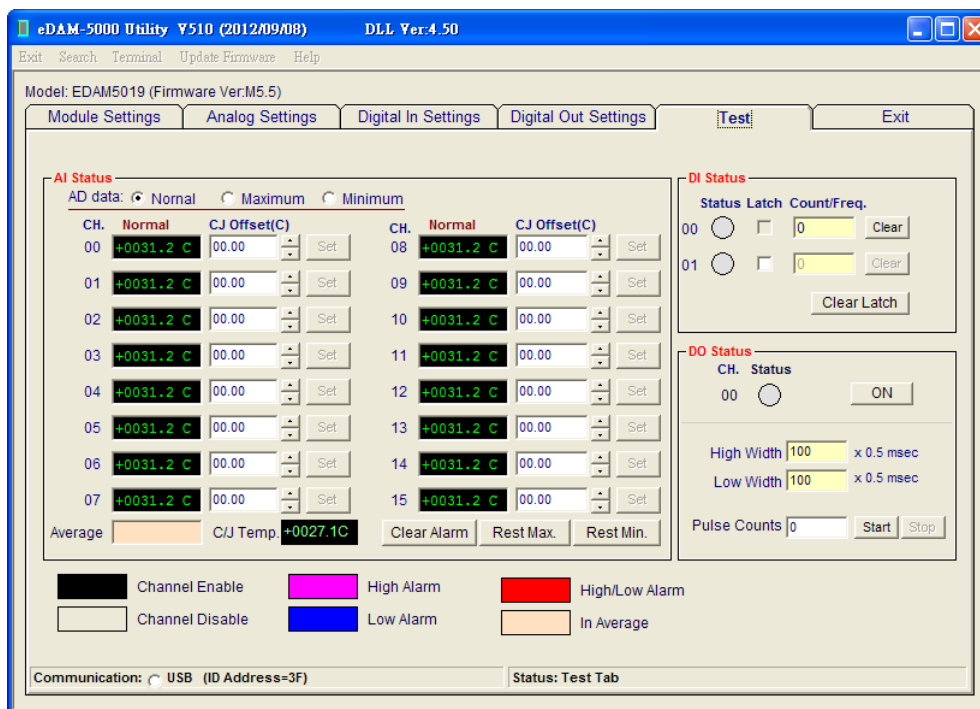 eDAM-5000 Utility V510 (2012/09/08) DLL Ver:4.50
Exit Search Terminal Update Firmware Help
Model: EDAM5019 (Firmware Ver:M5.5)
Module Settings Analog Settings Digital In Settings Digital Out Settings Test Exit
AI Status
AD data: Nornal Maximum Minimum
CH. Normal CJ Offset(C) CH. Normal CJ Offset(C)
00 +0031.2 C 00.00 Set 08 +0031.2 C 00.00 Set
01 +0031.2 C 00.00 Set 09 +0031.2 C 00.00 Set
02 +0031.2 C 00.00 Set 10 +0031.2 C 00.00 Set
03 +0031.2 C 00.00 Set 11 +0031.2 C 00.00 Set
04 +0031.2 C 00.00 Set 12 +0031.2 C 00.00 Set
05 +0031.2 C 00.00 Set 13 +0031.2 C 00.00 Set
06 +0031.2 C 00.00 Set 14 +0031.2 C 00.00 Set
07 +0031.2 C 00.00 Set 15 +0031.2 C 00.00 Set
Average C/J Temp. +0027.1C Clear Alarm Rest Max. Rest Min.
DI Status
Status Latch Count/Freq.
00 0 Clear
01 0 Clear
Clear Latch
DO Status
CH. Status
00 ON
High Width 100 x 0.5 msec
Low Width 100 x 0.5 msec
Pulse Counts 0 Start Stop
Channel Enable High Alarm High/Low Alarm
Channel Disable Low Alarm In Average
Communication: USB (ID Address=3F) Status: Test Tab